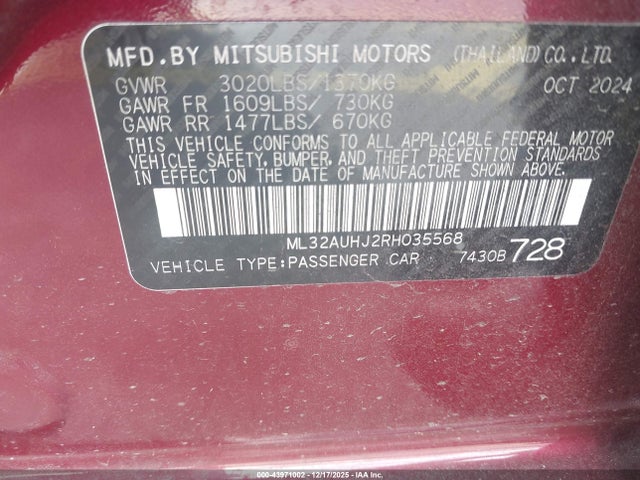 MFD. BY MITSUBISHI MOTORS (THAILAND) CO., LTD.
GVWR 3020LBS/1370KG OCT 2024
GAWR FR 1609LBS/ 730KG
GAWR RR 1477LBS/ 670KG
THIS VEHICLE CONFORMS TO ALL APPLICABLE FEDERAL MOTOR
VEHICLE SAFETY, BUMPER, AND THEFT PREVENTION STANDARDS
IN EFFECT ON THE DATE OF MANUFACTURE SHOWN ABOVE.
ML32AUHJ2RH035568
VEHICLE TYPE:PASSENGER CAR 7430B 728
00-43971002 • 12/17/2025 • IAA Inc.